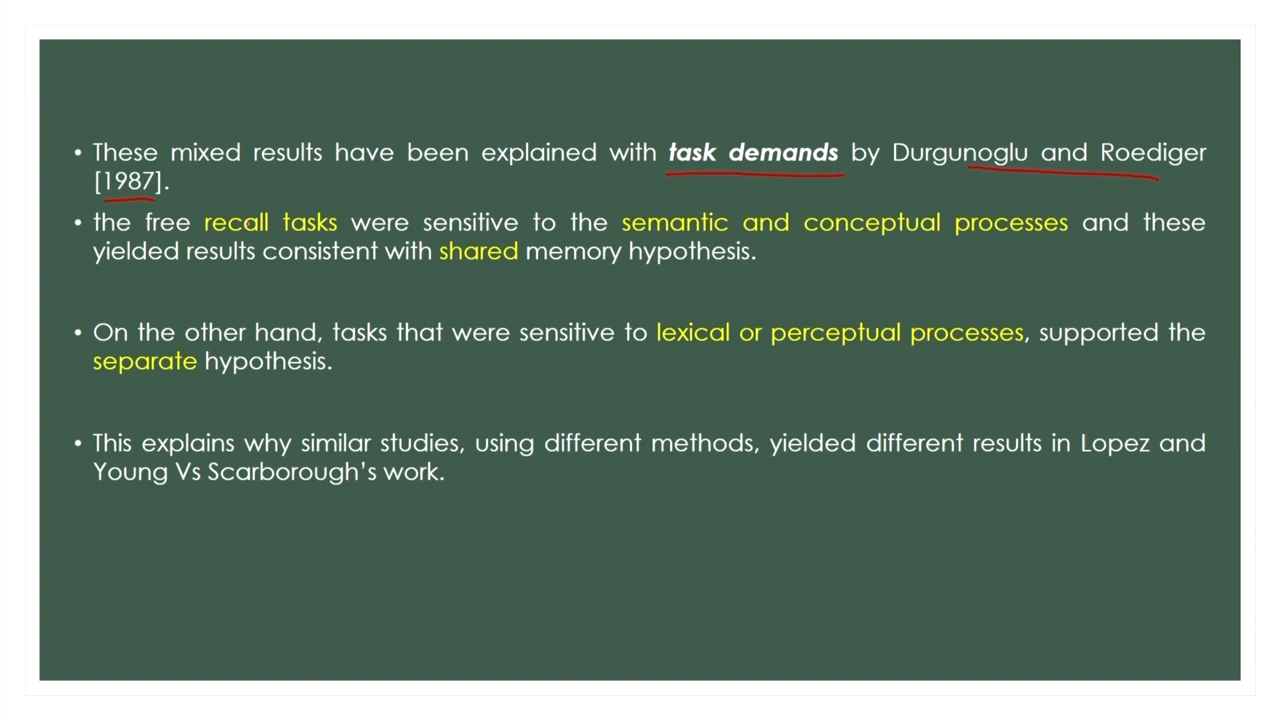 • These mixed results have been explained with task demands by Durgunoglu and Roediger
[1987].
• the free recall tasks were sensitive to the semantic and conceptual processes and these
yielded results consistent with shared memory hypothesis.
• On the other hand, tasks that were sensitive to lexical or perceptual processes, supported the
separate hypothesis.
• This explains why similar studies, using different methods, yielded different results in Lopez and
Young Vs Scarborough's work.